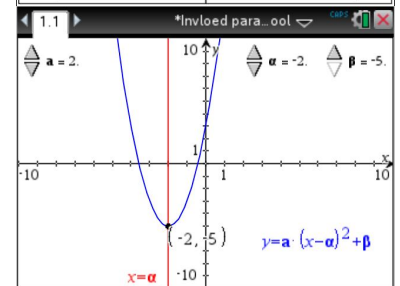 1.1 *Invloed para…ool CAPS
a = 2. 10 y α = -2. β = -5.
1 x
-10 1 10
(-2, -5) y=a·(x-α)²+β
x=α -10